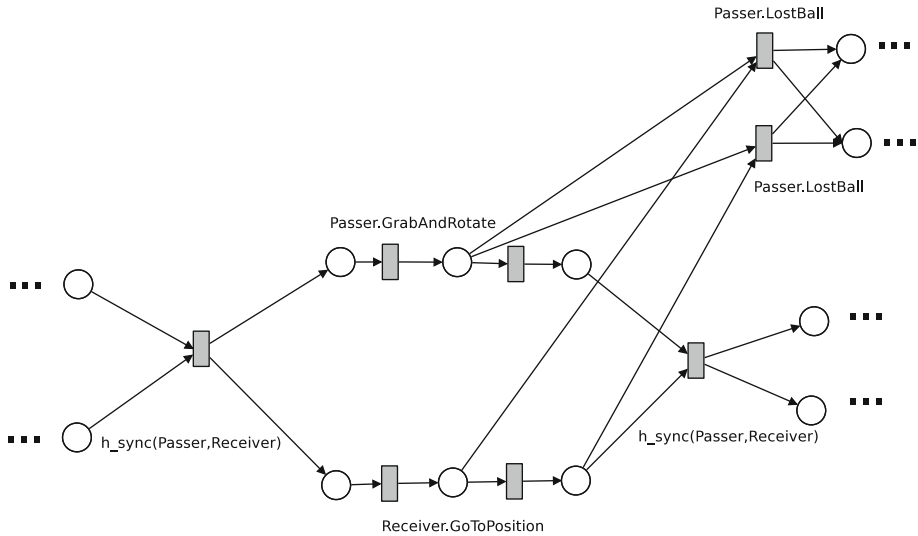 Passer.LostBall
Passer.LostBall
Passer.GrabAndRotate
h_sync(Passer,Receiver)
h_sync(Passer,Receiver)
Receiver.GoToPosition